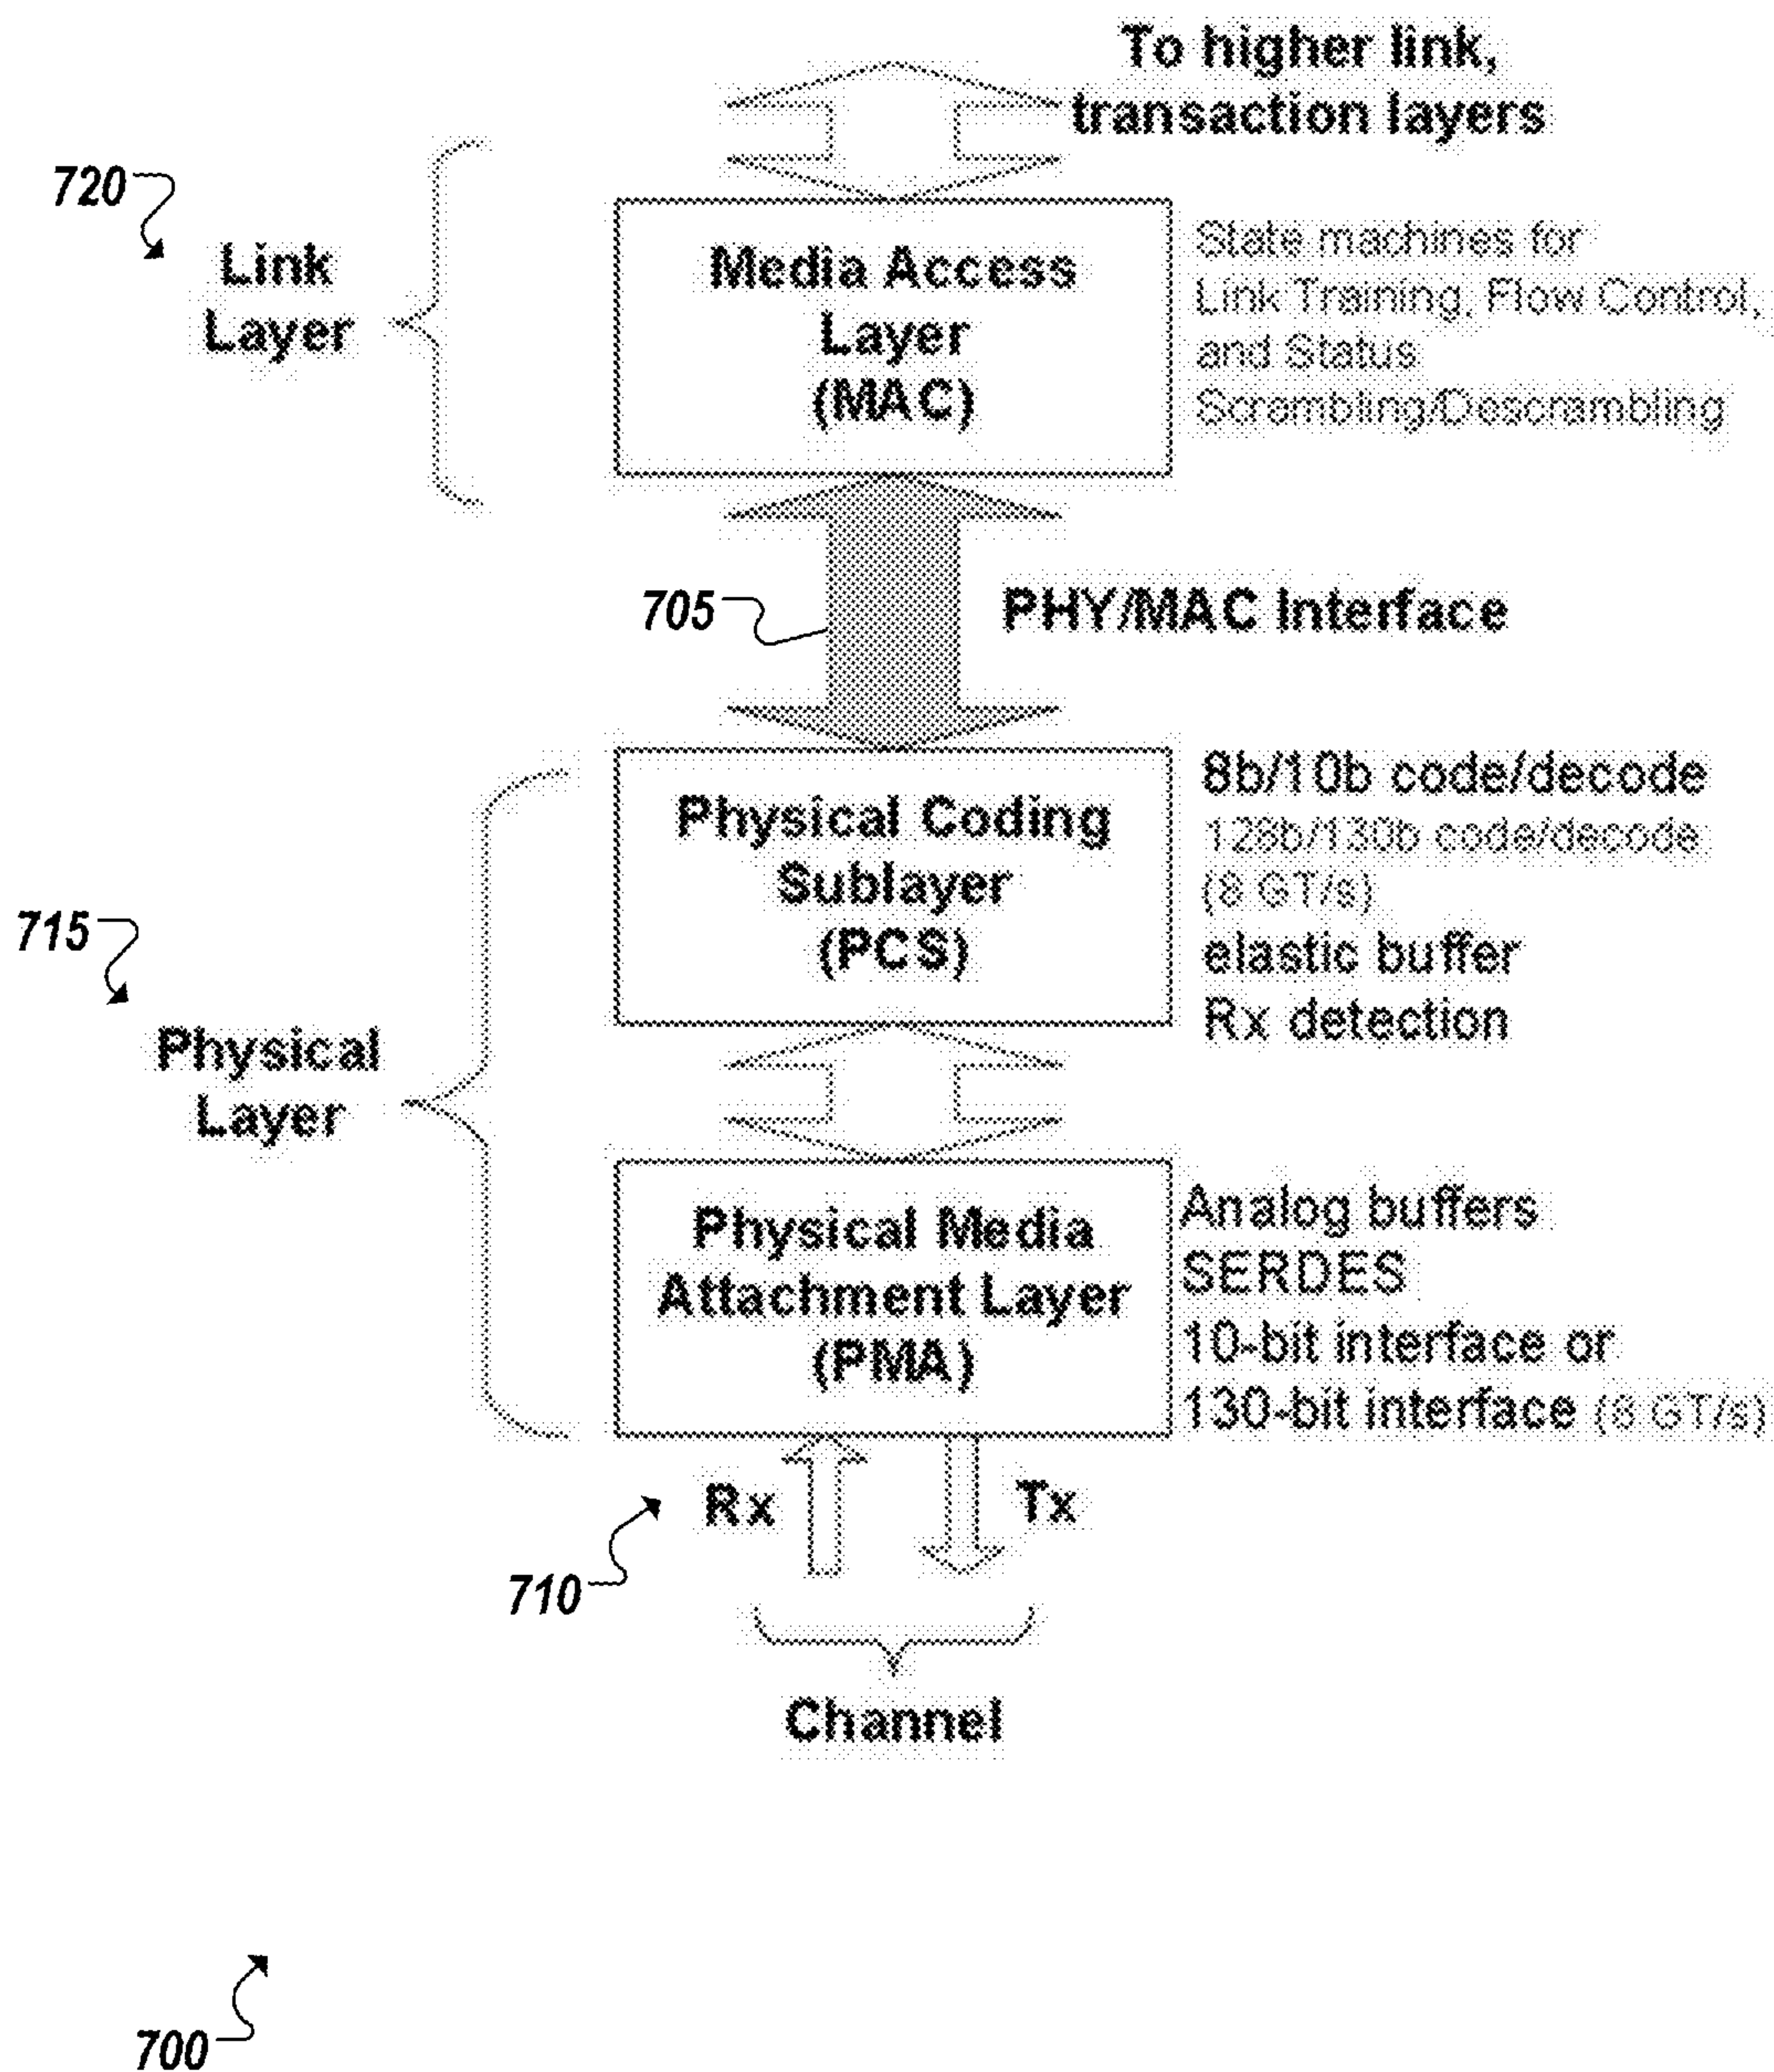 To higher link,
transaction layers
720
Link
Layer
Media Access
Layer
(MAC)
State machines for
Link Training, Flow Control,
and Status
Scrambling/Descrambling
705
PHY/MAC Interface
715
Physical
Layer
Physical Coding
Sublayer
(PCS)
8b/10b code/decode
128b/130b code/decode
(8 GT/s)
elastic buffer
Rx detection
Physical Media
Attachment Layer
(PMA)
Analog buffers
SERDES
10-bit interface or
130-bit interface (8 GT/s)
710
Rx
Tx
Channel
700